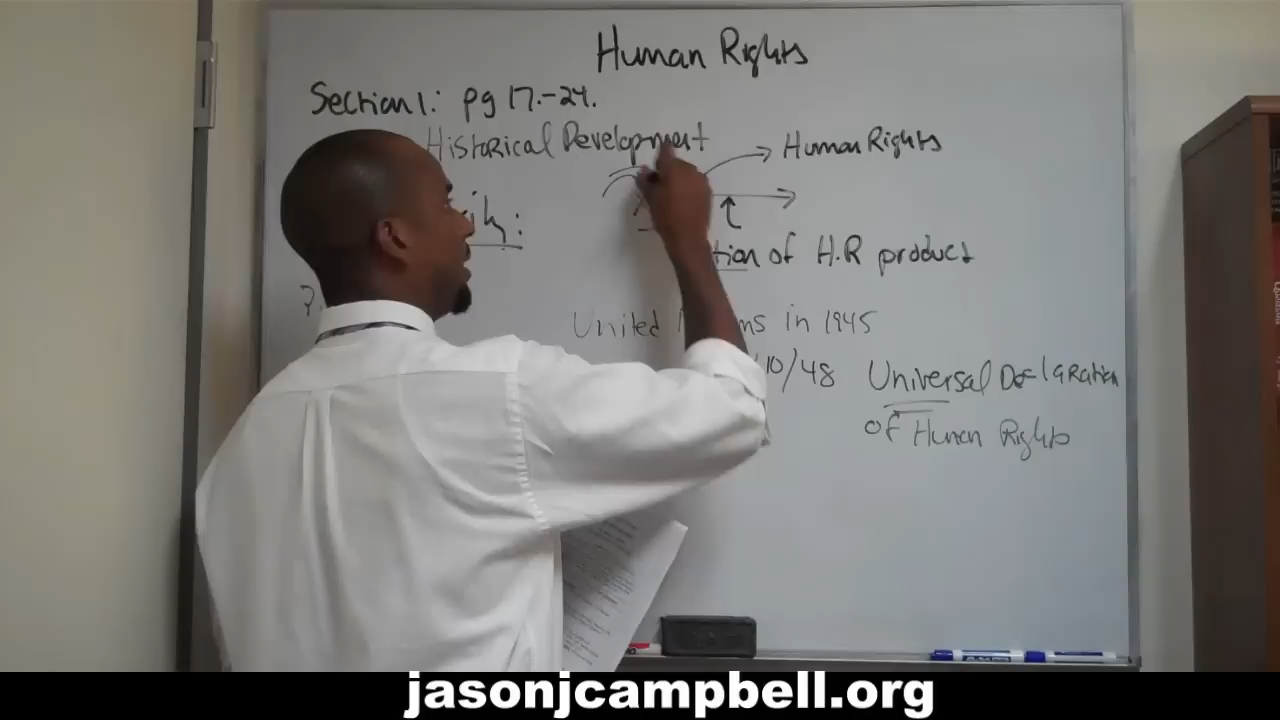 Human Rights
Section 1: pg 17.-24.
Historical Development
Human Rights
of H.R product
United in 1945
10/48 Universal Declaration
of Human Rights
jasonjcampbell.org